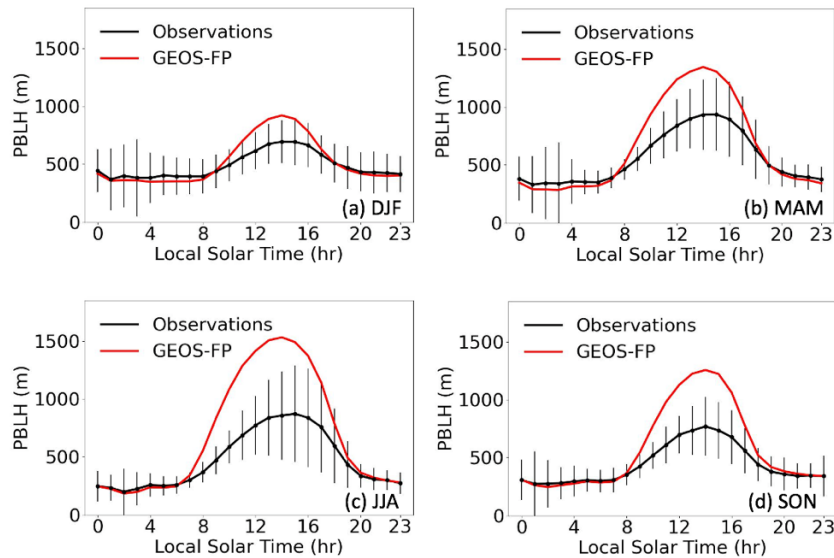 Observations
GEOS-FP
1500
1000
500
0
PBLH (m)
(a) DJF
0 4 8 12 16 20 23
Local Solar Time (hr)
Observations
GEOS-FP
1500
1000
500
0
PBLH (m)
(b) MAM
0 4 8 12 16 20 23
Local Solar Time (hr)
Observations
GEOS-FP
1500
1000
500
0
PBLH (m)
(c) JJA
0 4 8 12 16 20 23
Local Solar Time (hr)
Observations
GEOS-FP
1500
1000
500
0
PBLH (m)
(d) SON
0 4 8 12 16 20 23
Local Solar Time (hr)